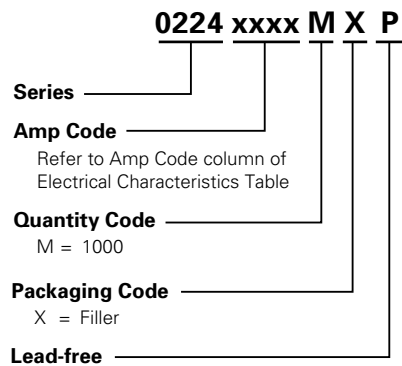 0224 xxxx M X P
Series
Amp Code
Refer to Amp Code column of
Electrical Characteristics Table
Quantity Code
M = 1000
Packaging Code
X = Filler
Lead-free